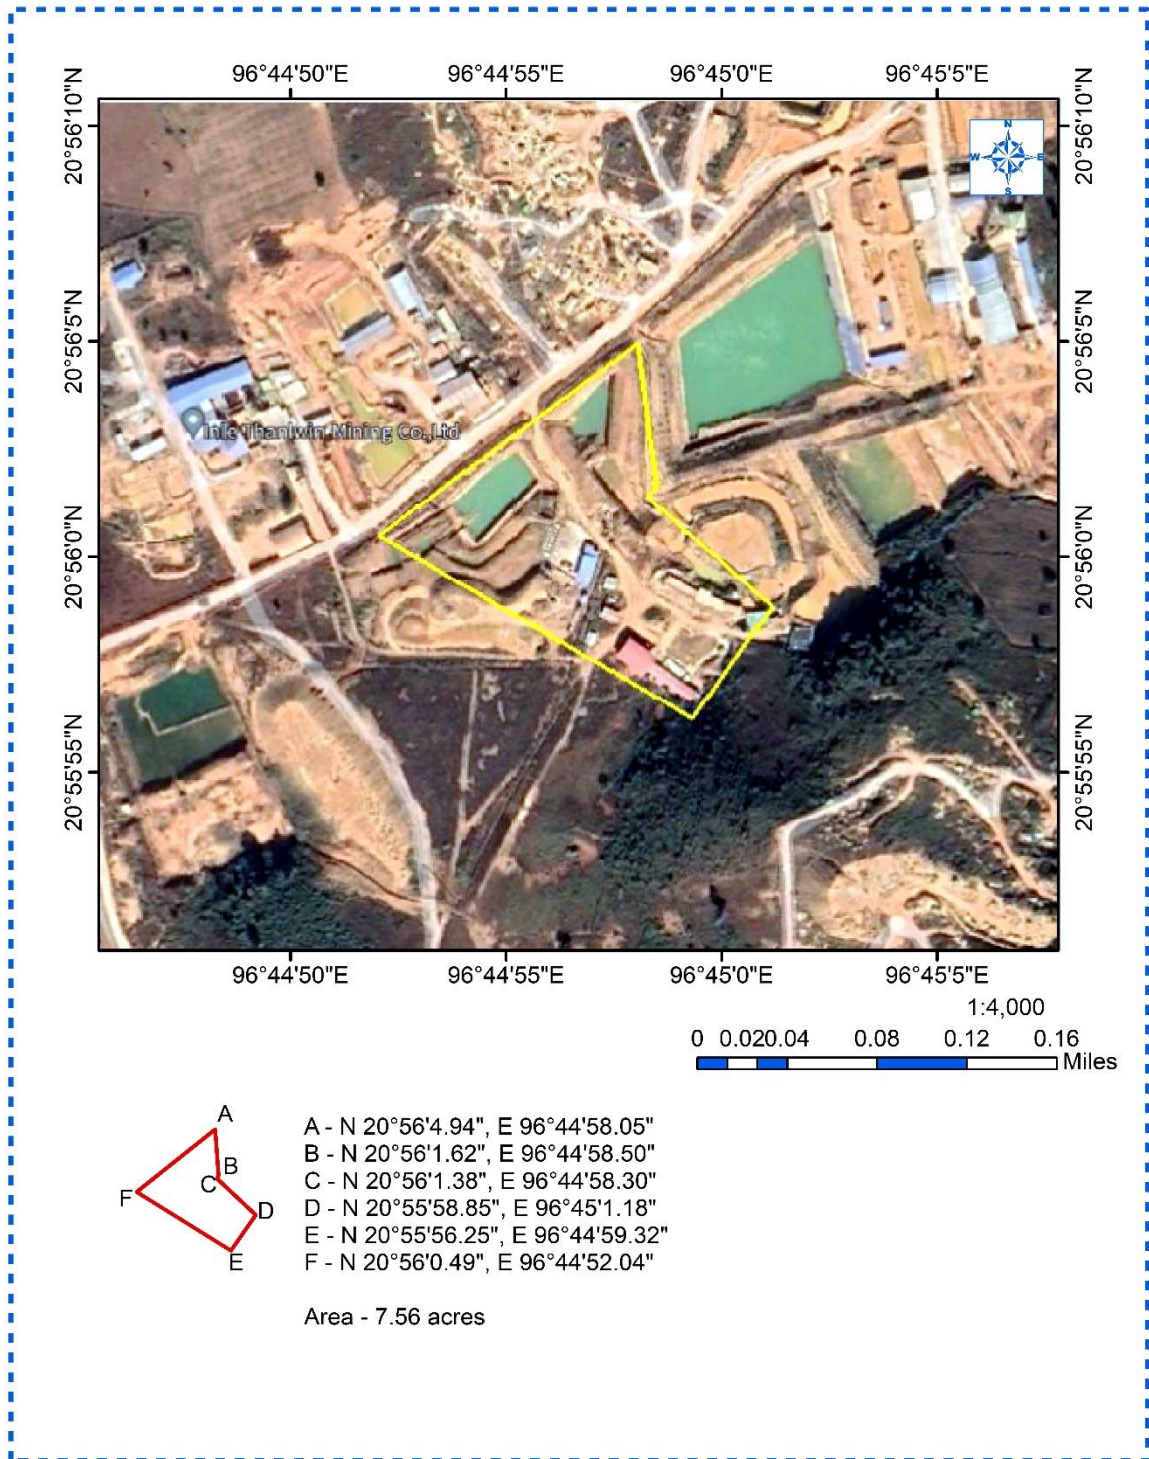 96°44'50"E 96°44'55"E 96°45'0"E 96°45'5"E
20°56'10"N 20°56'10"N
N
W E
S
20°56'5"N 20°56'5"N
Inle Thanlwin Mining Co.,Ltd
20°56'0"N 20°56'0"N
20°55'55"N 20°55'55"N
96°44'50"E 96°44'55"E 96°45'0"E 96°45'5"E
1:4,000
0 0.020.04 0.08 0.12 0.16
Miles
A
B
C
D
E
F
A - N 20°56'4.94", E 96°44'58.05"
B - N 20°56'1.62", E 96°44'58.50"
C - N 20°56'1.38", E 96°44'58.30"
D - N 20°55'58.85", E 96°45'1.18"
E - N 20°55'56.25", E 96°44'59.32"
F - N 20°56'0.49", E 96°44'52.04"
Area - 7.56 acres